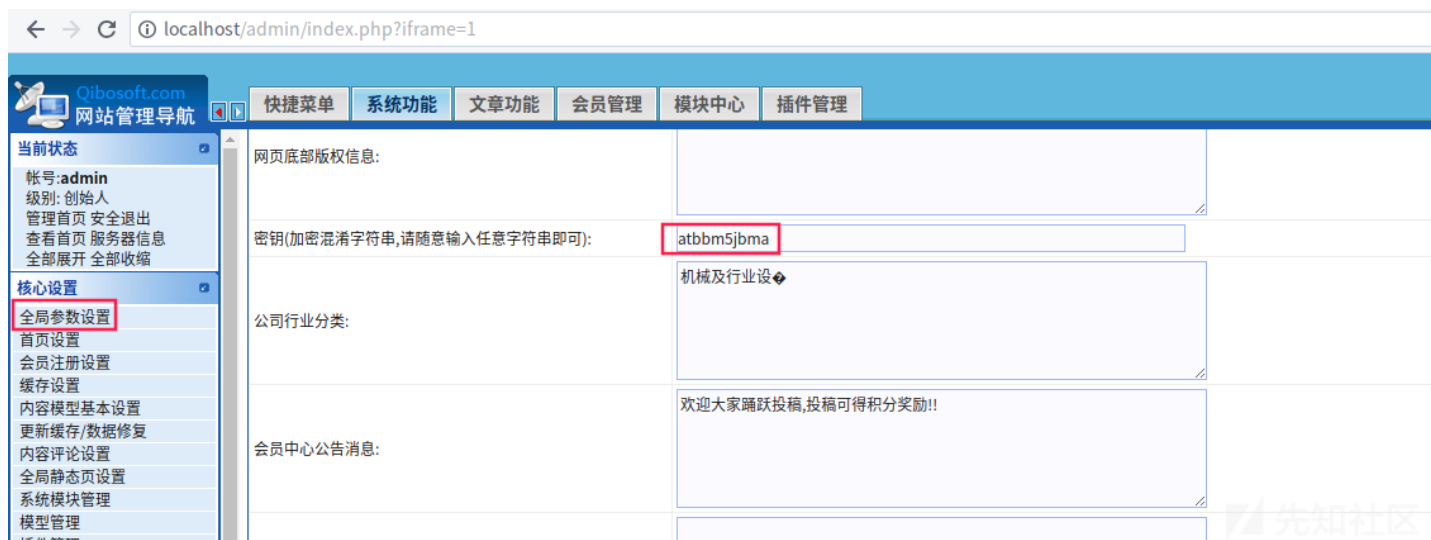 localhost/admin/index.php?iframe=1
Qibosoft.com
网站管理导航
快捷菜单 系统功能 文章功能 会员管理 模块中心 插件管理
当前状态
帐号:admin
级别: 创始人
管理首页 安全退出
查看首页 服务器信息
全部展开 全部收缩
核心设置
全局参数设置
首页设置
会员注册设置
缓存设置
内容模型基本设置
更新缓存/数据修复
内容评论设置
全局静态页设置
系统模块管理
模型管理
网页底部版权信息:
密钥(加密混淆字符串,请随意输入任意字符串即可):
atbbm5jbma
公司行业分类:
机械及行业设�
会员中心公告消息:
欢迎大家踊跃投稿,投稿可得积分奖励!!
先知社区